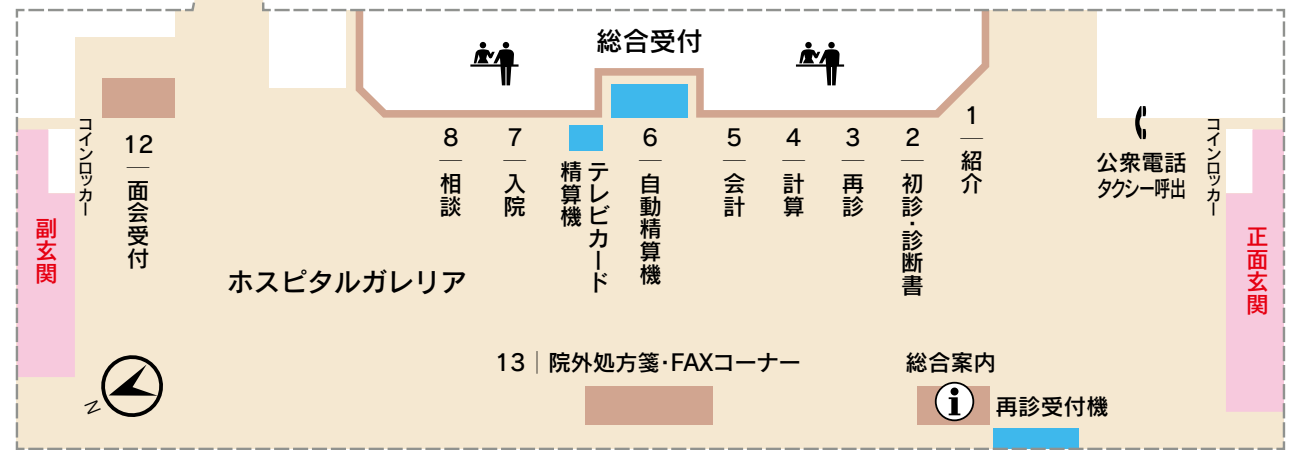 総合受付
コインロッカー
12 | 面会受付
8 | 相談
7 | 入院
テレビカード
精算機
6 | 自動精算機
5 | 会計
4 | 計算
3 | 再診
2 | 初診・診断書
1 | 紹介
公衆電話
タクシー呼出
コインロッカー
副玄関
正面玄関
ホスピタルガレリア
13 | 院外処方箋・FAXコーナー
総合案内
i
再診受付機
N